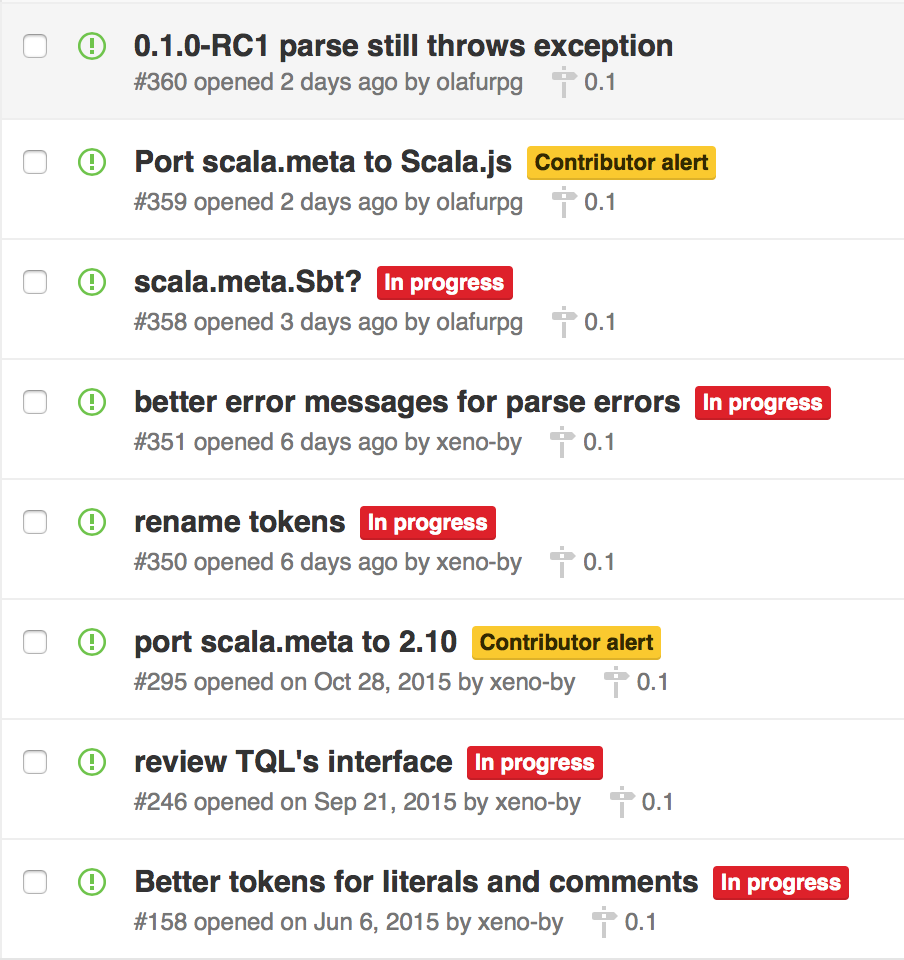 0.1.0-RC1 parse still throws exception
#360 opened 2 days ago by olafurpg 0.1
Port scala.meta to Scala.js Contributor alert
#359 opened 2 days ago by olafurpg 0.1
scala.meta.Sbt? In progress
#358 opened 3 days ago by olafurpg 0.1
better error messages for parse errors In progress
#351 opened 6 days ago by xeno-by 0.1
rename tokens In progress
#350 opened 6 days ago by xeno-by 0.1
port scala.meta to 2.10 Contributor alert
#295 opened on Oct 28, 2015 by xeno-by 0.1
review TQL's interface In progress
#246 opened on Sep 21, 2015 by xeno-by 0.1
Better tokens for literals and comments In progress
#158 opened on Jun 6, 2015 by xeno-by 0.1